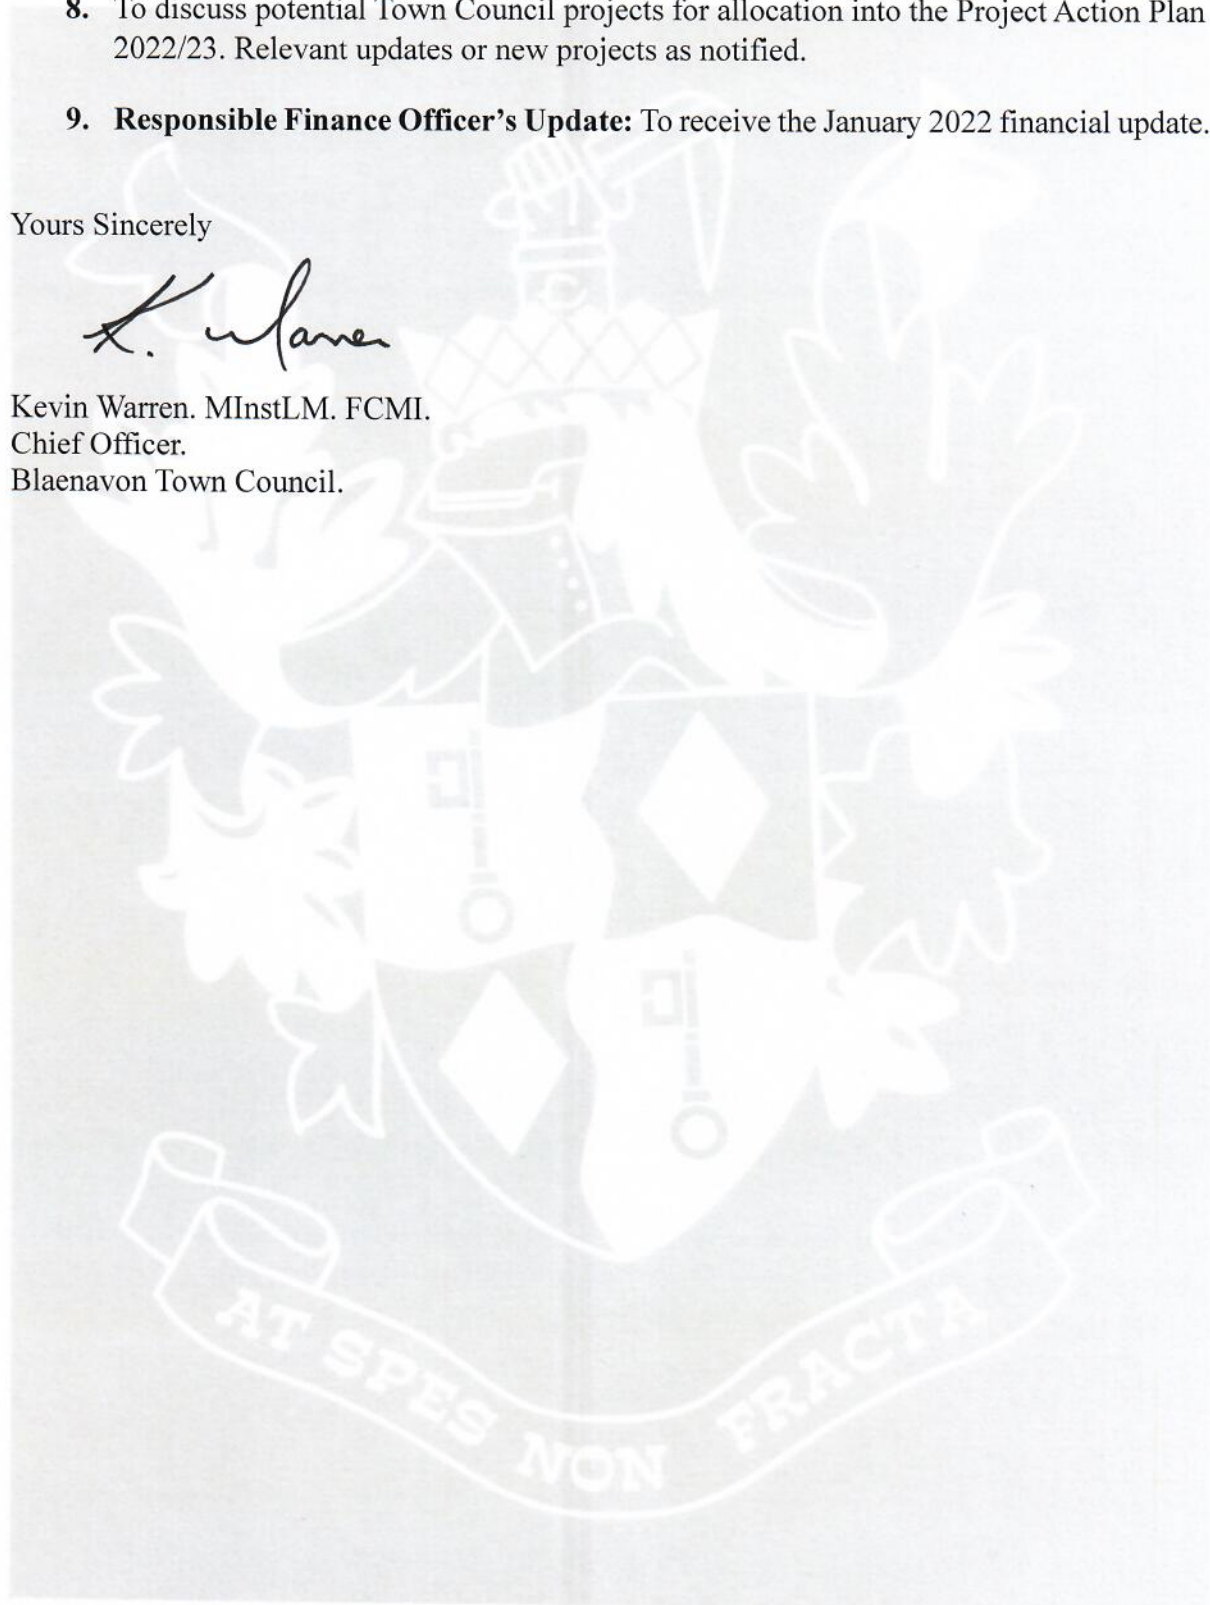 8. To discuss potential Town Council projects for allocation into the Project Action Plan
2022/23. Relevant updates or new projects as notified.
9. Responsible Finance Officer's Update: To receive the January 2022 financial update.
Yours Sincerely
K. Warren
Kevin Warren. MInstLM. FCMI.
Chief Officer.
Blaenavon Town Council.
C
AT SPES NON FRACTA